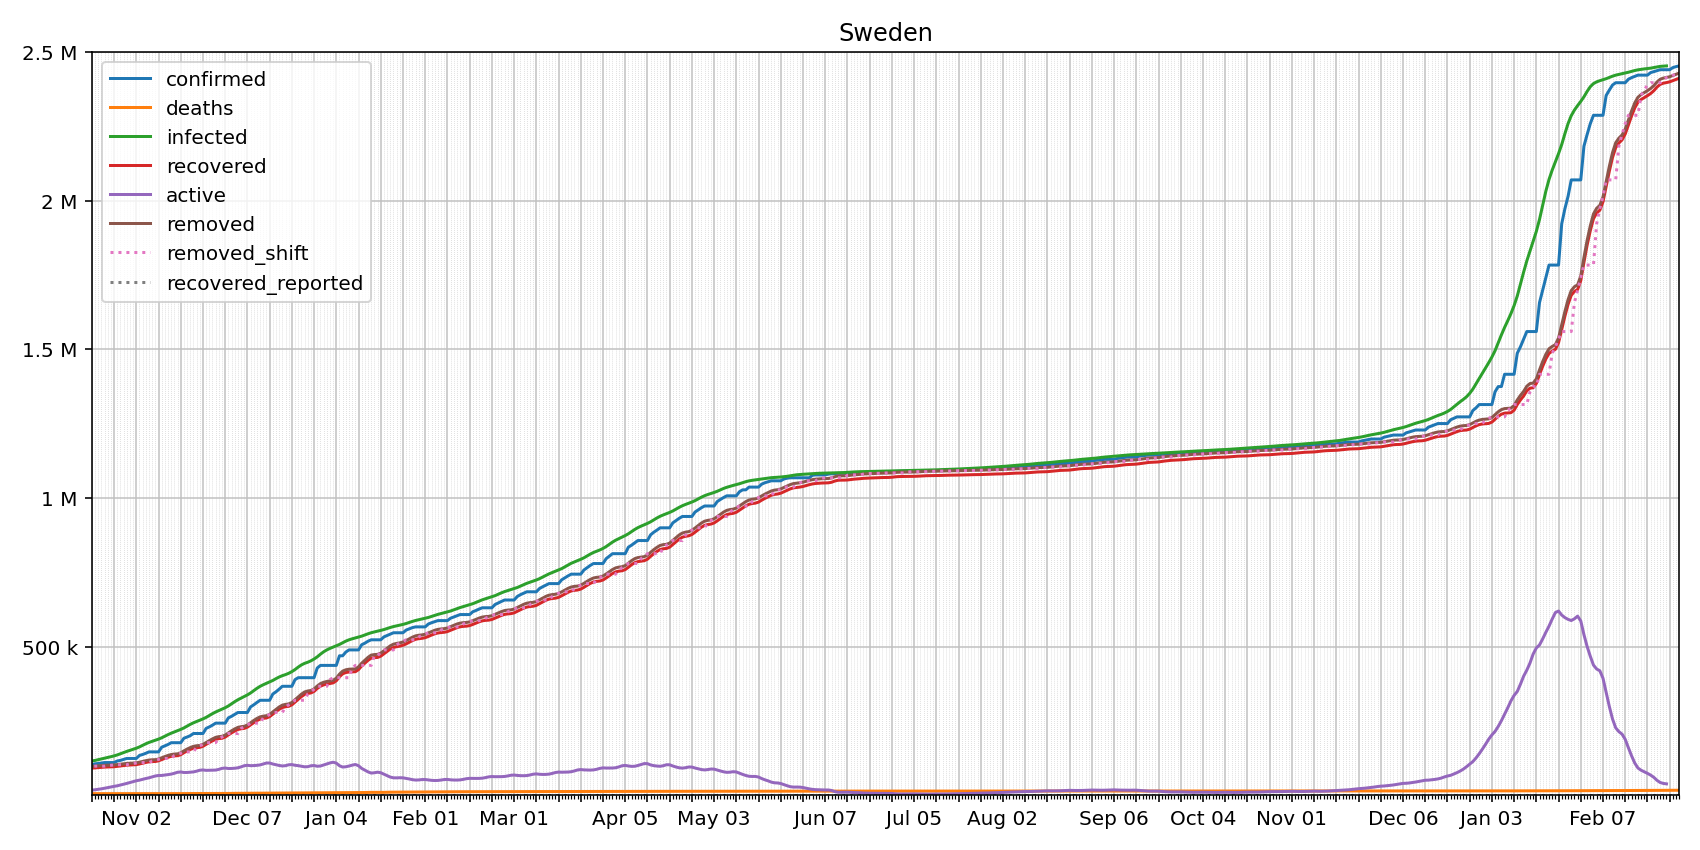 Sweden
2.5 M
2 M
1.5 M
1 M
500 k
confirmed
deaths
infected
recovered
active
removed
removed_shift
recovered_reported
Nov 02 Dec 07 Jan 04 Feb 01 Mar 01 Apr 05 May 03 Jun 07 Jul 05 Aug 02 Sep 06 Oct 04 Nov 01 Dec 06 Jan 03 Feb 07